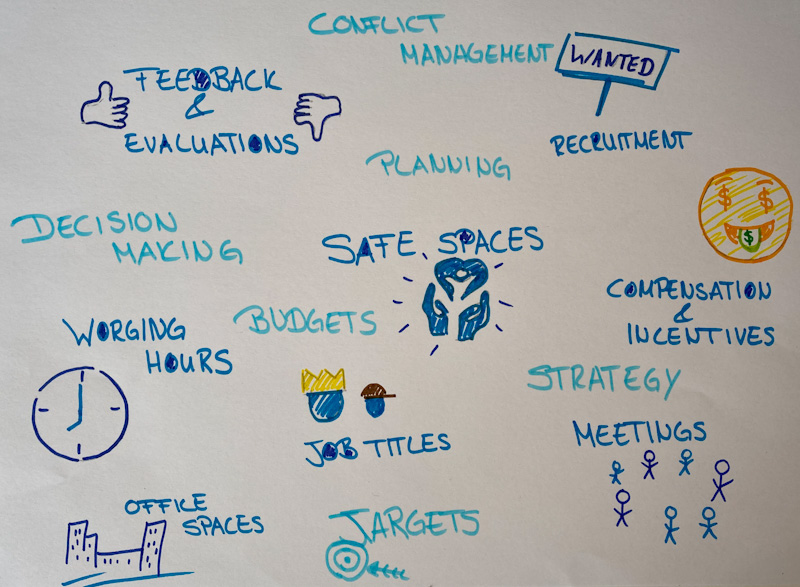 CONFLICT
MANAGEMENT
WANTED
RECRUITMENT
FEEDBACK
&
EVALUATIONS
PLANNING
DECISION
MAKING
SAFE SPACES
$ $
$
COMPENSATION
&
INCENTIVES
WORGING
HOURS
BUDGETS
STRATEGY
JOB TITLES
MEETINGS
OFFICE
SPACES
TARGETS